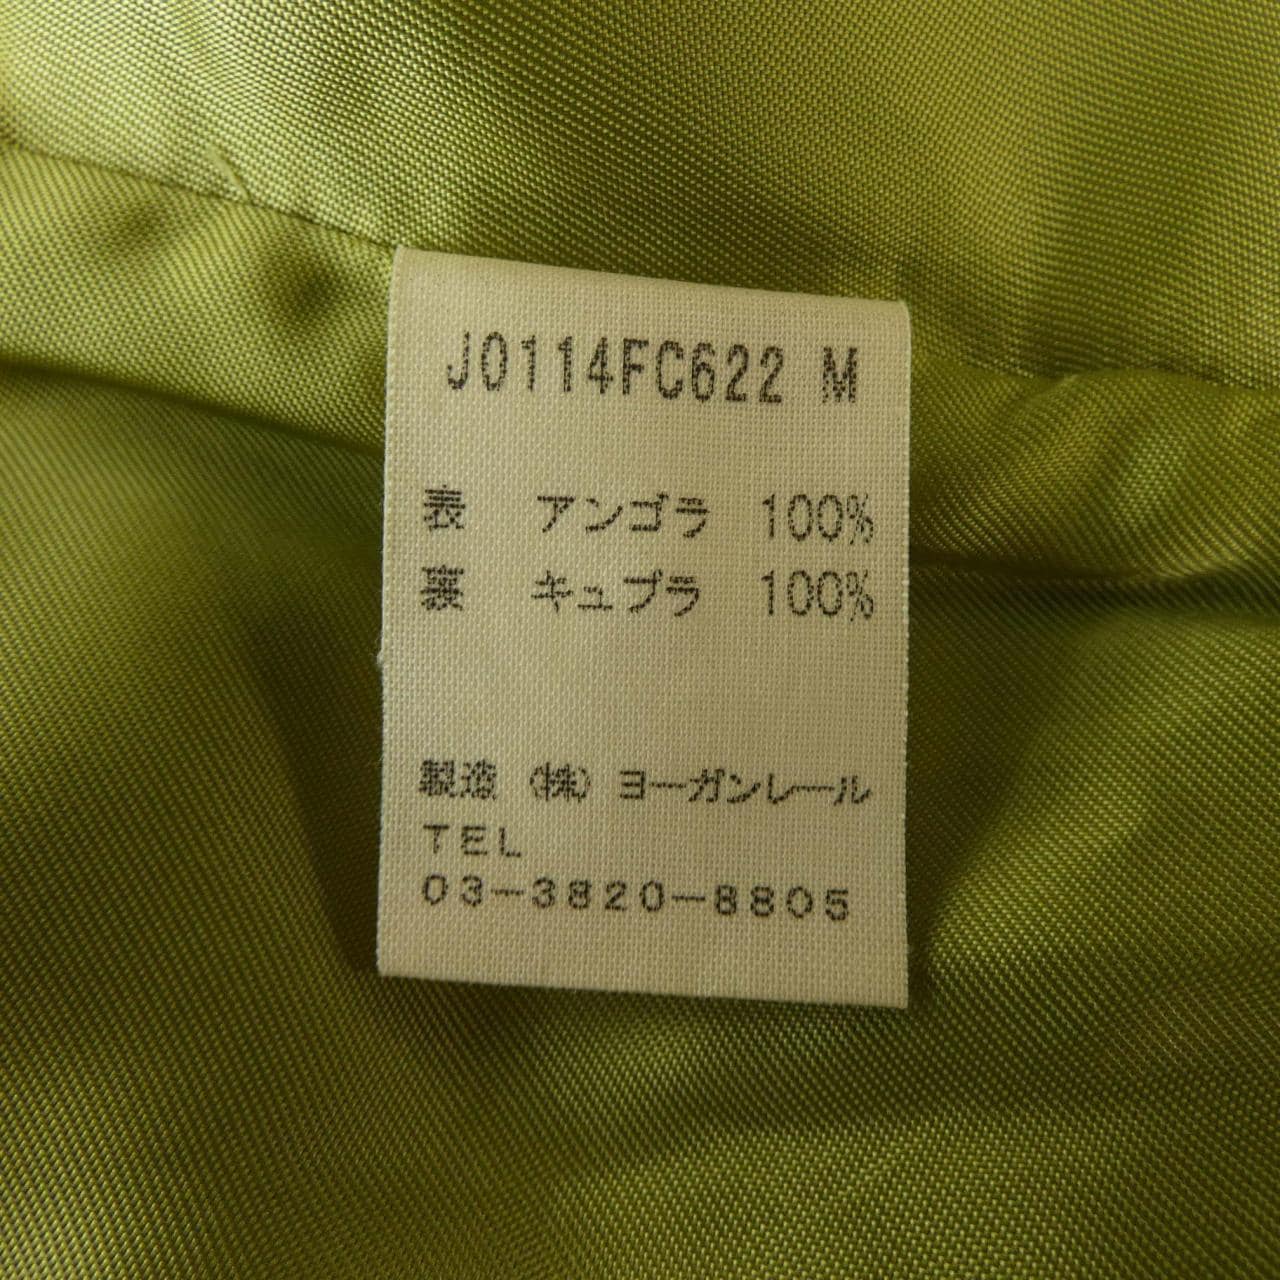 J0114FC622 M
表 アンゴラ 100%
裏 キュプラ 100%
製造 (株) ヨーガンレール
TEL
03-3820-8805